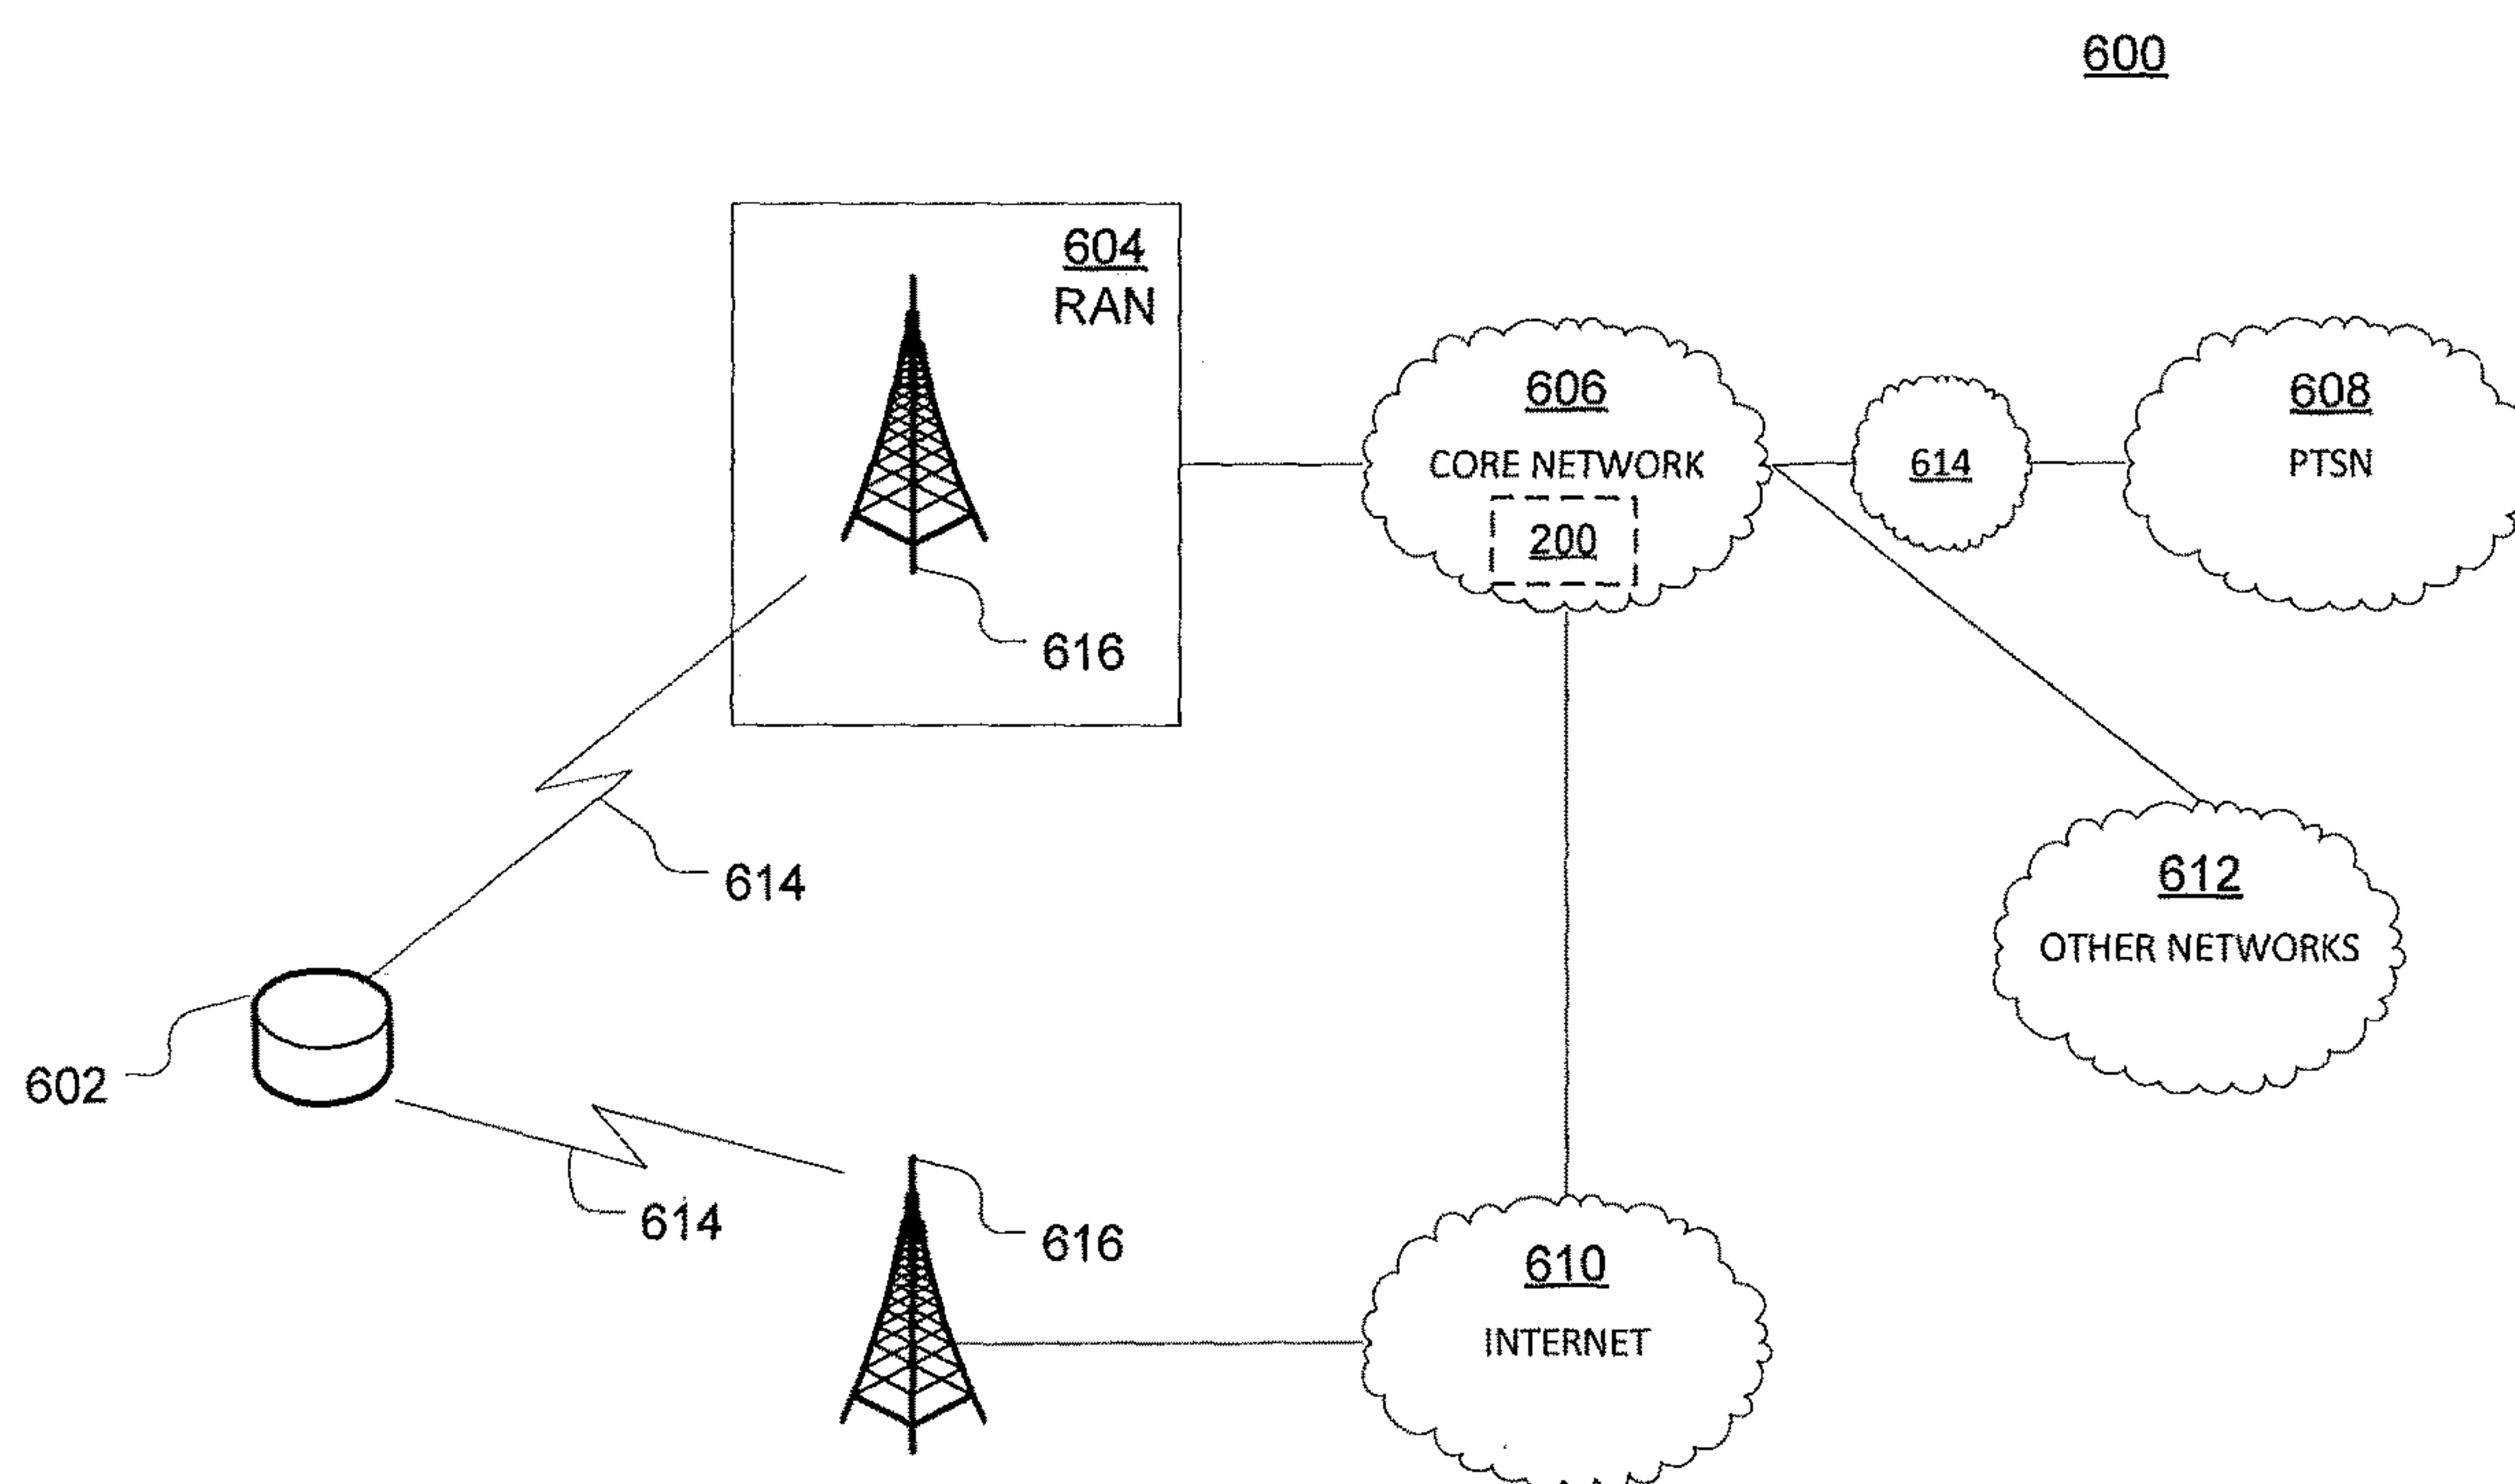 600
604
RAN
616
606
CORE NETWORK
200
614
608
PTSN
614
612
OTHER NETWORKS
602
614
616
610
INTERNET